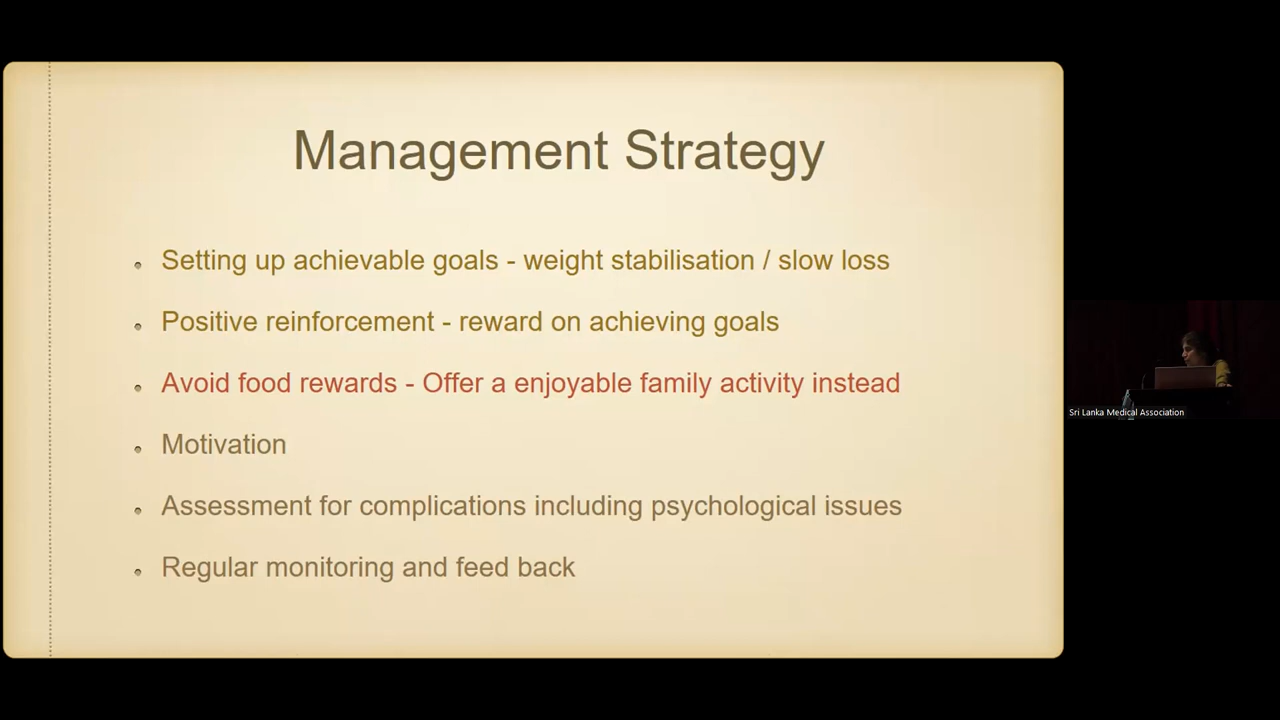 Management Strategy
Setting up achievable goals - weight stabilisation / slow loss
Positive reinforcement - reward on achieving goals
Avoid food rewards - Offer a enjoyable family activity instead
Motivation
Assessment for complications including psychological issues
Regular monitoring and feed back
Sri Lanka Medical Association